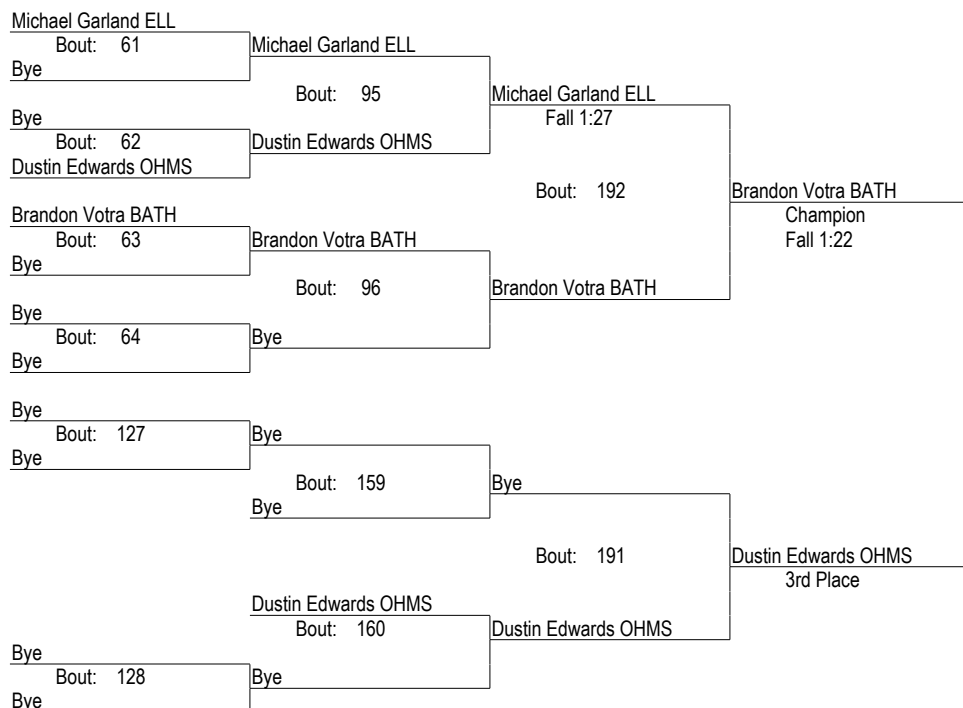 Michael Garland ELL
Bout: 61
Bye
Michael Garland ELL
Bout: 95
Michael Garland ELL
Fall 1:27
Bye
Bout: 62
Dustin Edwards OHMS
Dustin Edwards OHMS
Bout: 192
Brandon Votra BATH
Champion
Fall 1:22
Brandon Votra BATH
Bout: 63
Bye
Brandon Votra BATH
Bout: 96
Brandon Votra BATH
Bye
Bout: 64
Bye
Bye
Bye
Bout: 127
Bye
Bye
Bout: 159
Bye
Bye
Bout: 191
Dustin Edwards OHMS
3rd Place
Dustin Edwards OHMS
Bout: 160
Dustin Edwards OHMS
Bye
Bout: 128
Bye
Bye